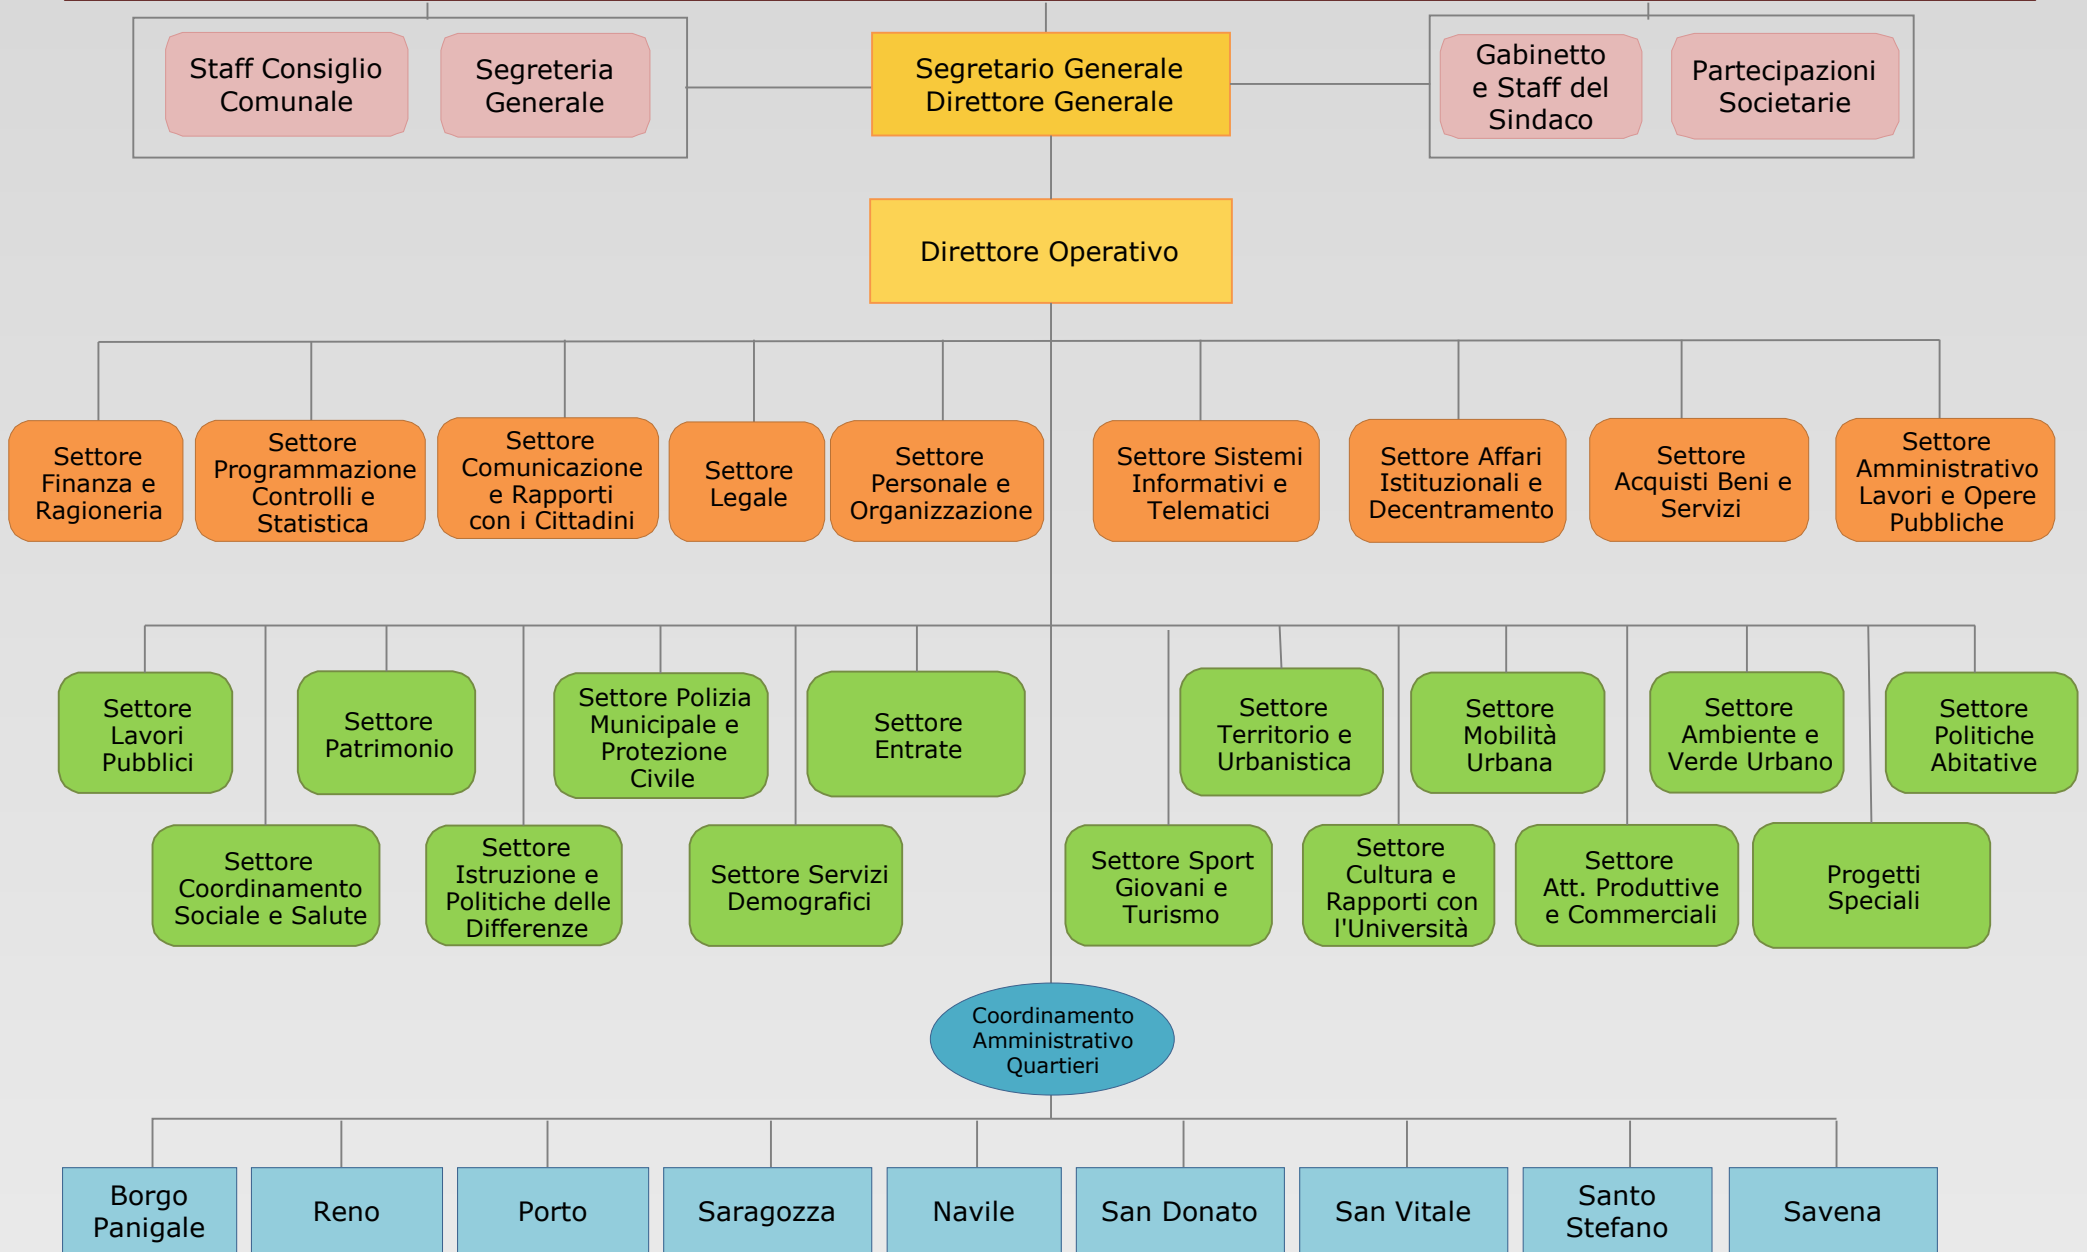 Staff Consiglio
Comunale
Segreteria
Generale
Segretario Generale
Direttore Generale
Gabinetto
e Staff del
Sindaco
Partecipazioni
Societarie
Direttore Operativo
Settore
Finanza e
Ragioneria
Settore
Programmazione
Controlli e
Statistica
Settore
Comunicazione
e Rapporti
con i Cittadini
Settore
Legale
Settore
Personale e
Organizzazione
Settore Sistemi
Informativi e
Telematici
Settore Affari
Istituzionali e
Decentramento
Settore
Acquisti Beni e
Servizi
Settore
Amministrativo
Lavori e Opere
Pubbliche
Settore
Lavori
Pubblici
Settore
Patrimonio
Settore Polizia
Municipale e
Protezione
Civile
Settore
Entrate
Settore
Territorio e
Urbanistica
Settore
Mobilità
Urbana
Settore
Ambiente e
Verde Urbano
Settore
Politiche
Abitative
Settore
Coordinamento
Sociale e Salute
Settore
Istruzione e
Politiche delle
Differenze
Settore Servizi
Demografici
Settore Sport
Giovani e
Turismo
Settore
Cultura e
Rapporti con
l'Università
Settore
Att. Produttive
e Commerciali
Progetti
Speciali
Coordinamento
Amministrativo
Quartieri
Borgo
Panigale
Reno
Porto
Saragozza
Navile
San Donato
San Vitale
Santo
Stefano
Savena